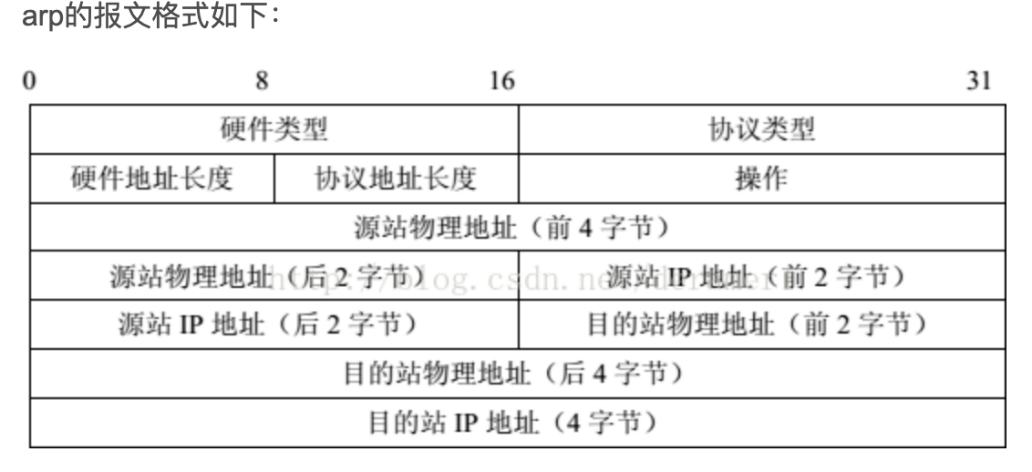 arp的报文格式如下：
0 8 16 31
硬件类型 协议类型
硬件地址长度 协议地址长度 操作
源站物理地址（前 4 字节）
源站物理地址（后 2 字节） 源站 IP 地址（前 2 字节）
源站 IP 地址（后 2 字节） 目的站物理地址（前 2 字节）
目的站物理地址（后 4 字节）
目的站 IP 地址（4 字节）
http://blog.csdn.ne